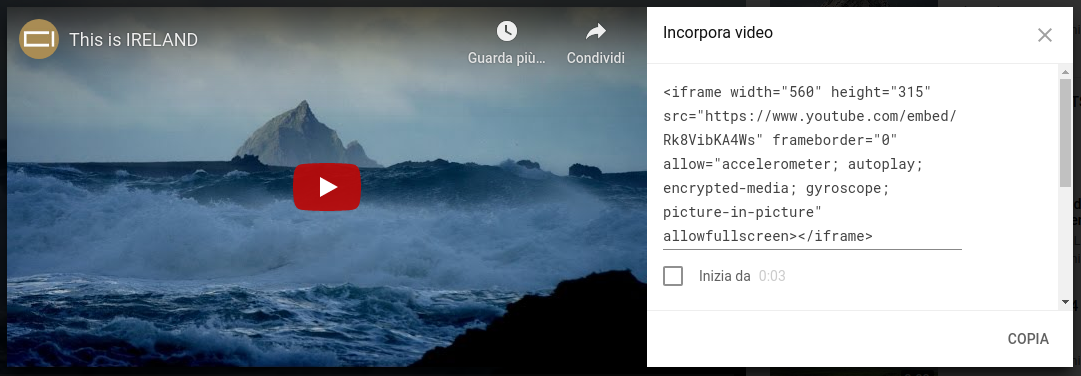 This is IRELAND
Guarda più...
Condividi
Incorpora video
<iframe width="560" height="315"
src="https://www.youtube.com/embed/
Rk8VibKA4Ws" frameborder="0"
allow="accelerometer; autoplay;
encrypted-media; gyroscope;
picture-in-picture"
allowfullscreen></iframe>
Inizia da 0:03
COPIA